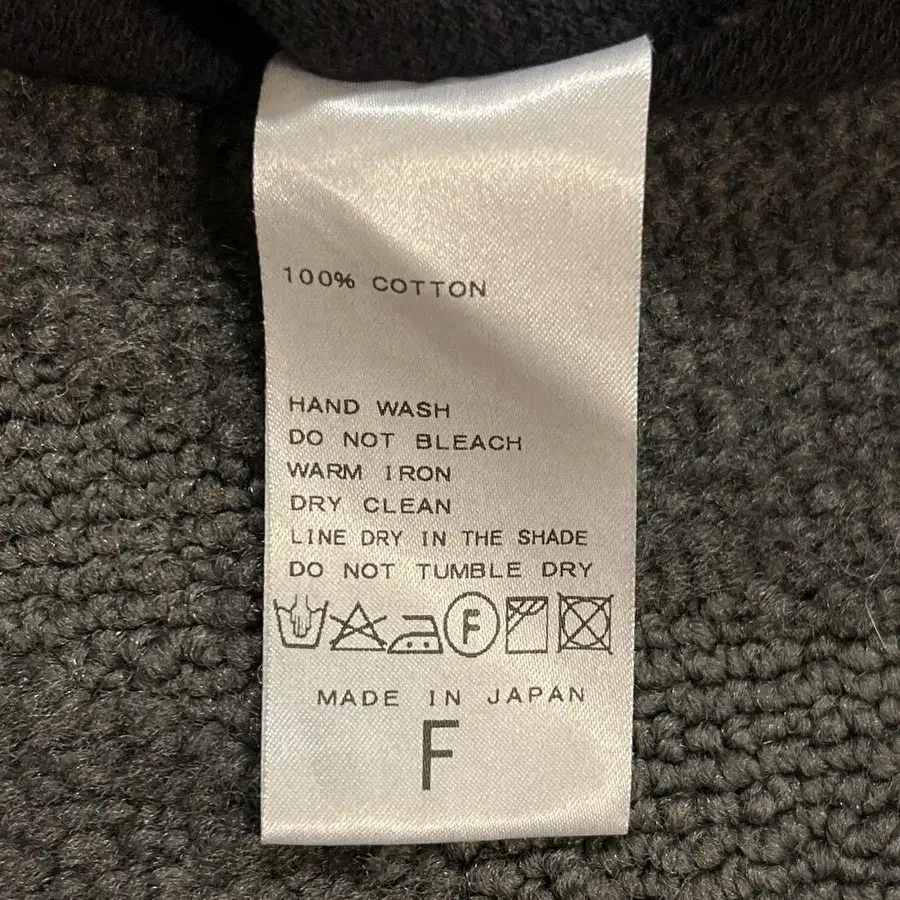 100% COTTON
HAND WASH
DO NOT BLEACH
WARM IRON
DRY CLEAN
LINE DRY IN THE SHADE
DO NOT TUMBLE DRY
F
MADE IN JAPAN
F